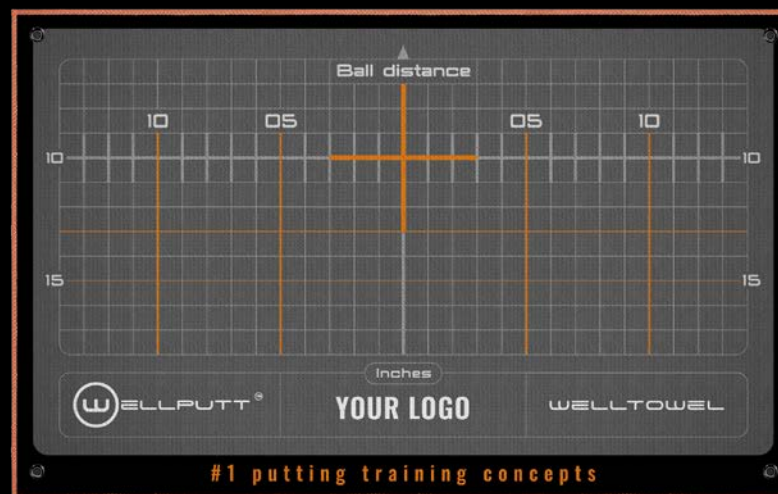 Ball distance
10 05 05 10
10 10
15 15
Inches
WELLPUTT ®
YOUR LOGO
WELLTOWEL
#1 putting training concepts